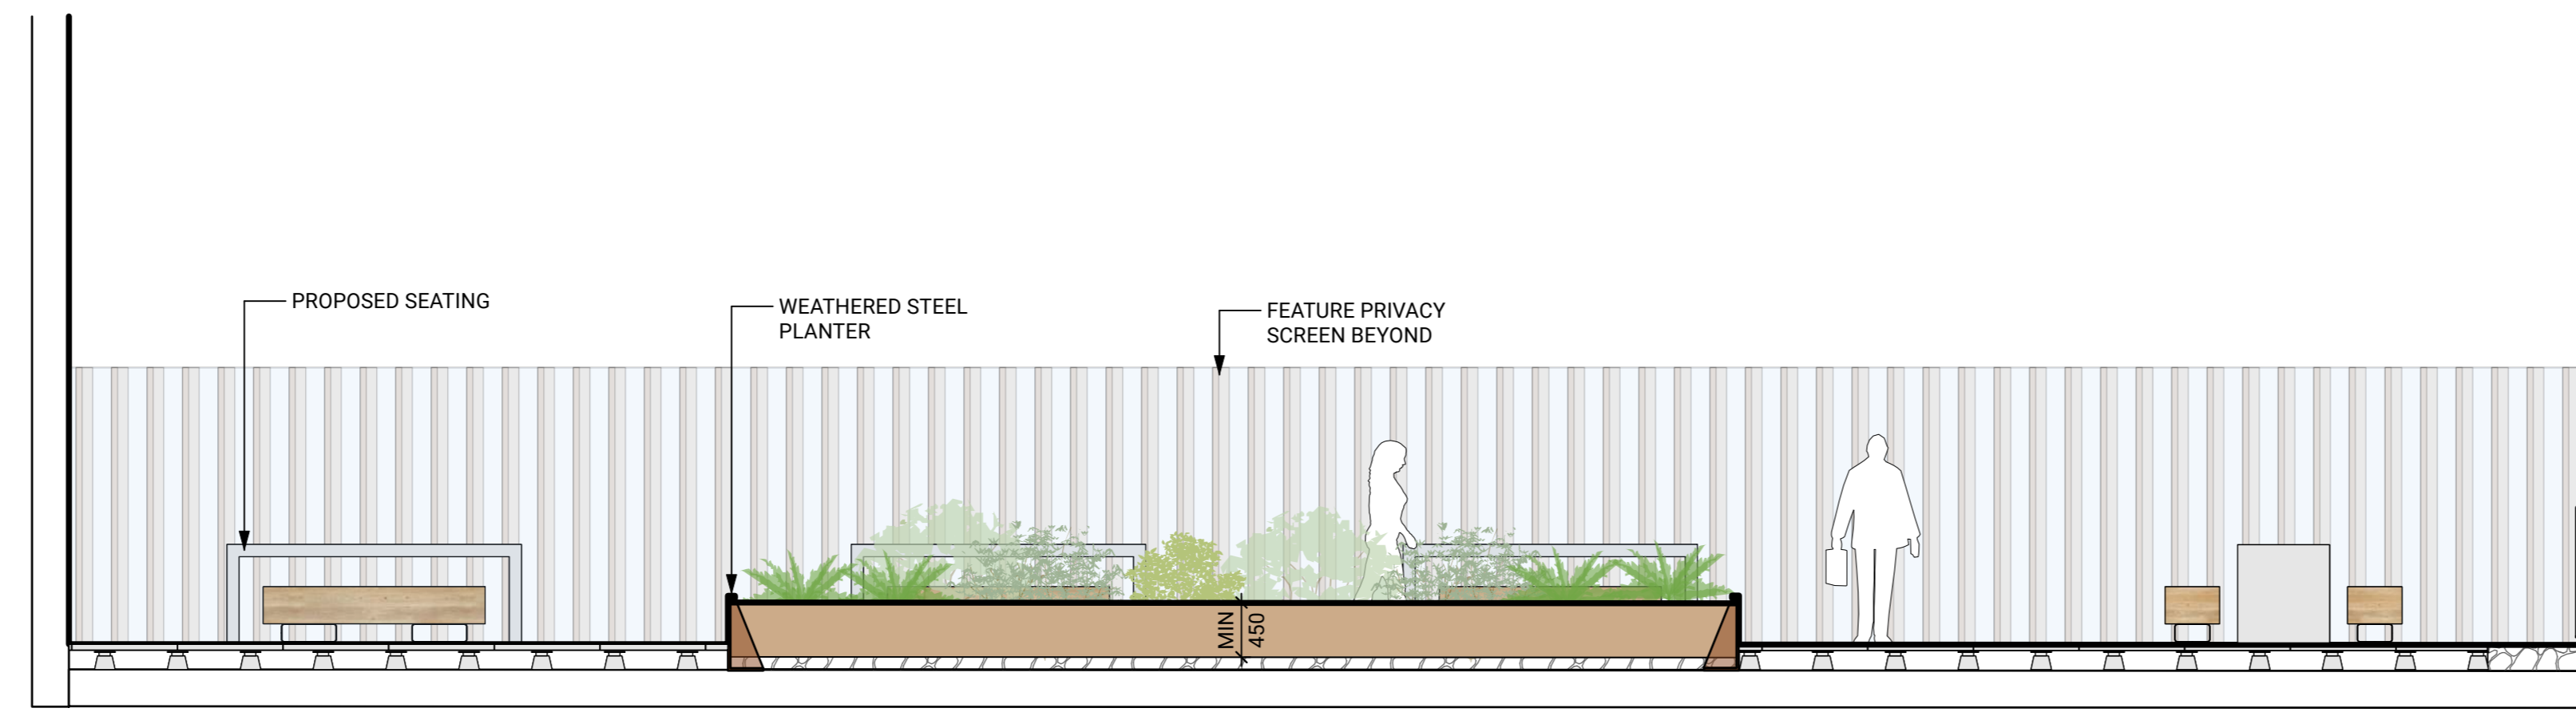 PROPOSED SEATING
WEATHERED STEEL
PLANTER
FEATURE PRIVACY
SCREEN BEYOND
MIN
450